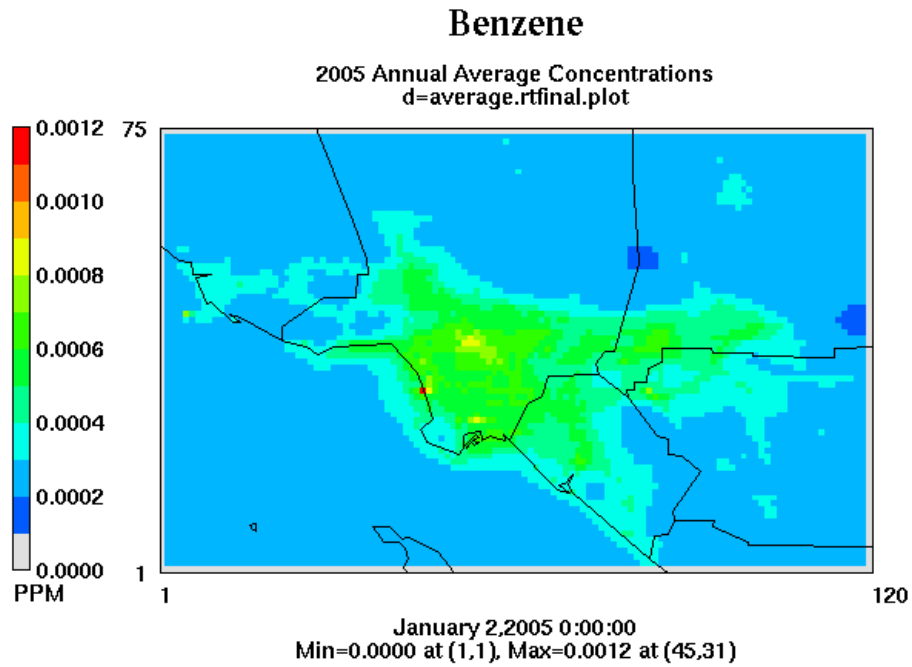 Benzene
2005 Annual Average Concentrations
d=average.rtfinal.plot
0.0012
0.0010
0.0008
0.0006
0.0004
0.0002
0.0000
PPM
75
1
1
120
January 2,2005 0:00:00
Min=0.0000 at (1,1), Max=0.0012 at (45,31)